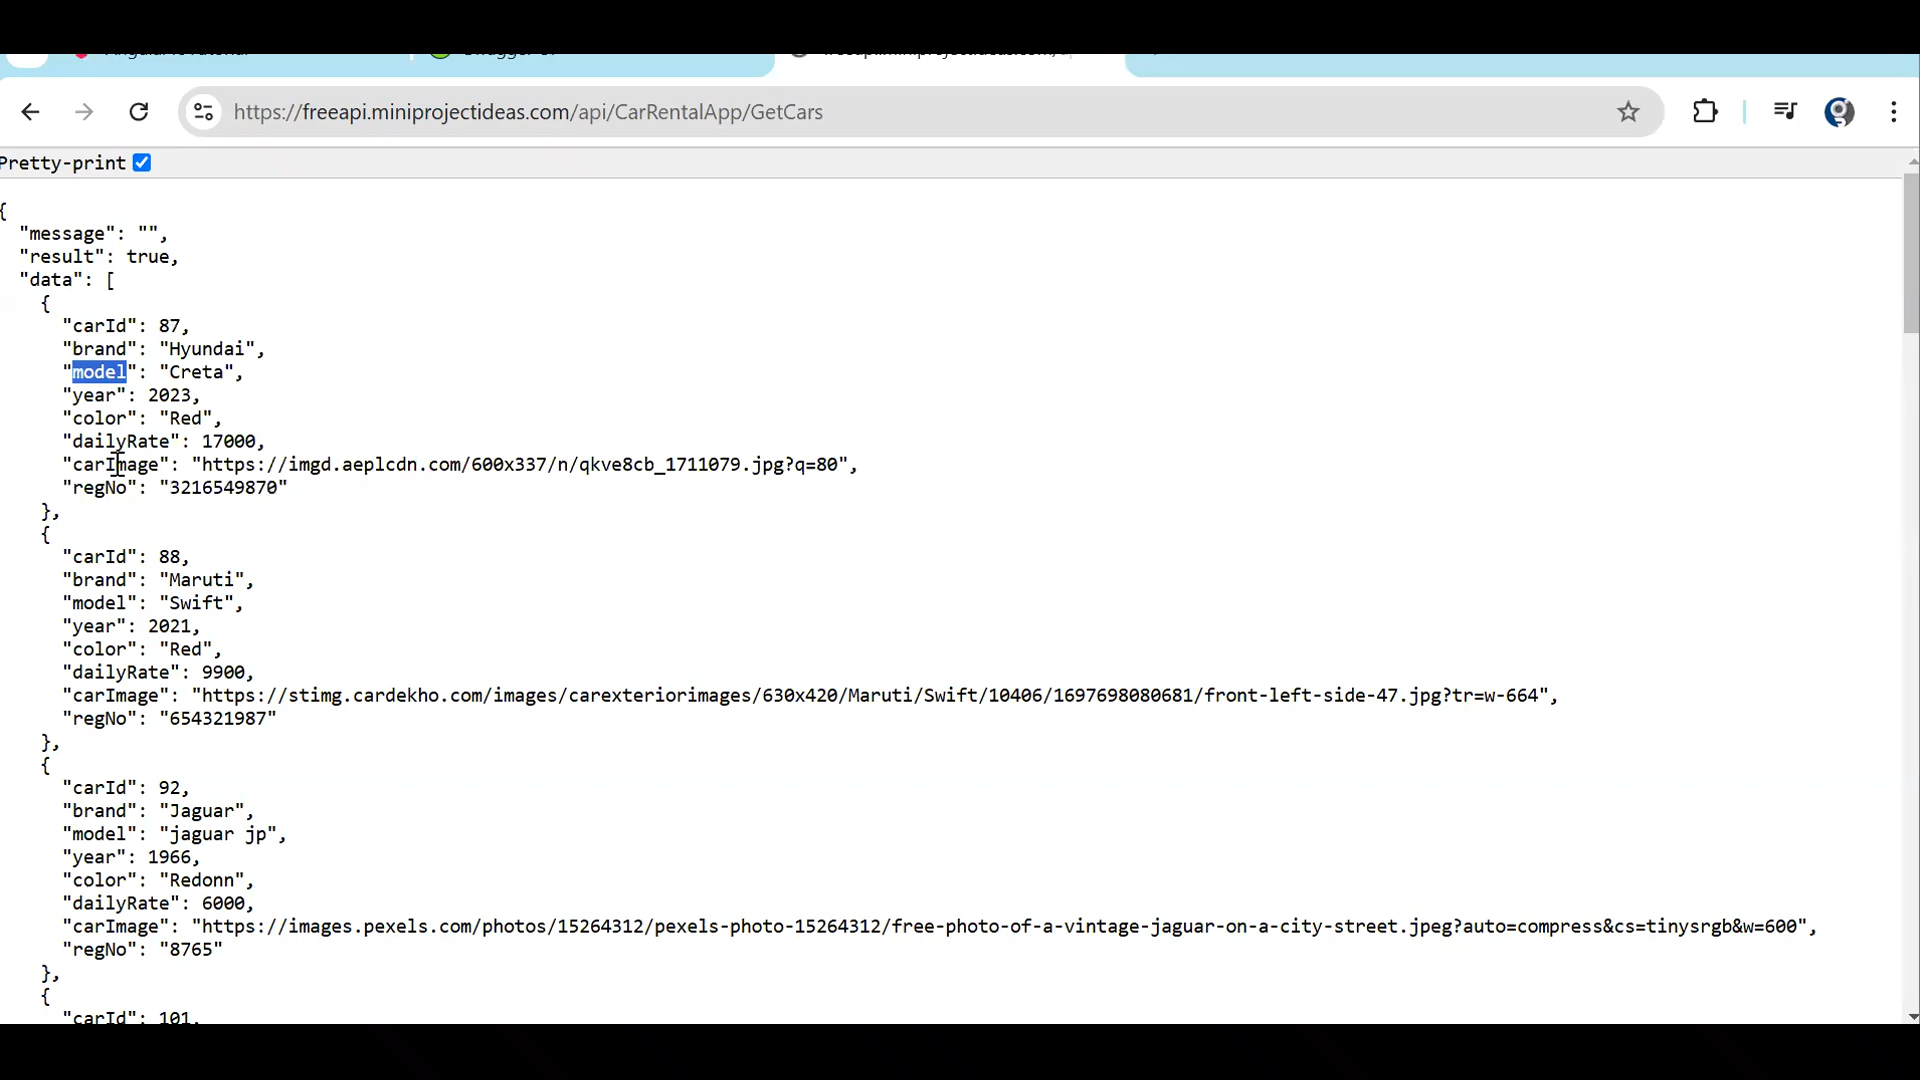 https://freeapi.miniprojectideas.com/api/CarRentalApp/GetCars
Pretty-print
{
"message": "",
"result": true,
"data": [
{
"carId": 87,
"brand": "Hyundai",
"model": "Creta",
"year": 2023,
"color": "Red",
"dailyRate": 17000,
"carImage": "https://imgd.aeplcdn.com/600x337/n/qkve8cb_1711079.jpg?q=80",
"regNo": "3216549870"
},
{
"carId": 88,
"brand": "Maruti",
"model": "Swift",
"year": 2021,
"color": "Red",
"dailyRate": 9900,
"carImage": "https://stimg.cardekho.com/images/carexteriorimages/630x420/Maruti/Swift/10406/1697698080681/front-left-side-47.jpg?tr=w-664",
"regNo": "654321987"
},
{
"carId": 92,
"brand": "Jaguar",
"model": "jaguar jp",
"year": 1966,
"color": "Redonn",
"dailyRate": 6000,
"carImage": "https://images.pexels.com/photos/15264312/pexels-photo-15264312/free-photo-of-a-vintage-jaguar-on-a-city-street.jpeg?auto=compress&cs=tinysrgb&w=600",
"regNo": "8765"
},
{
"carId": 101,